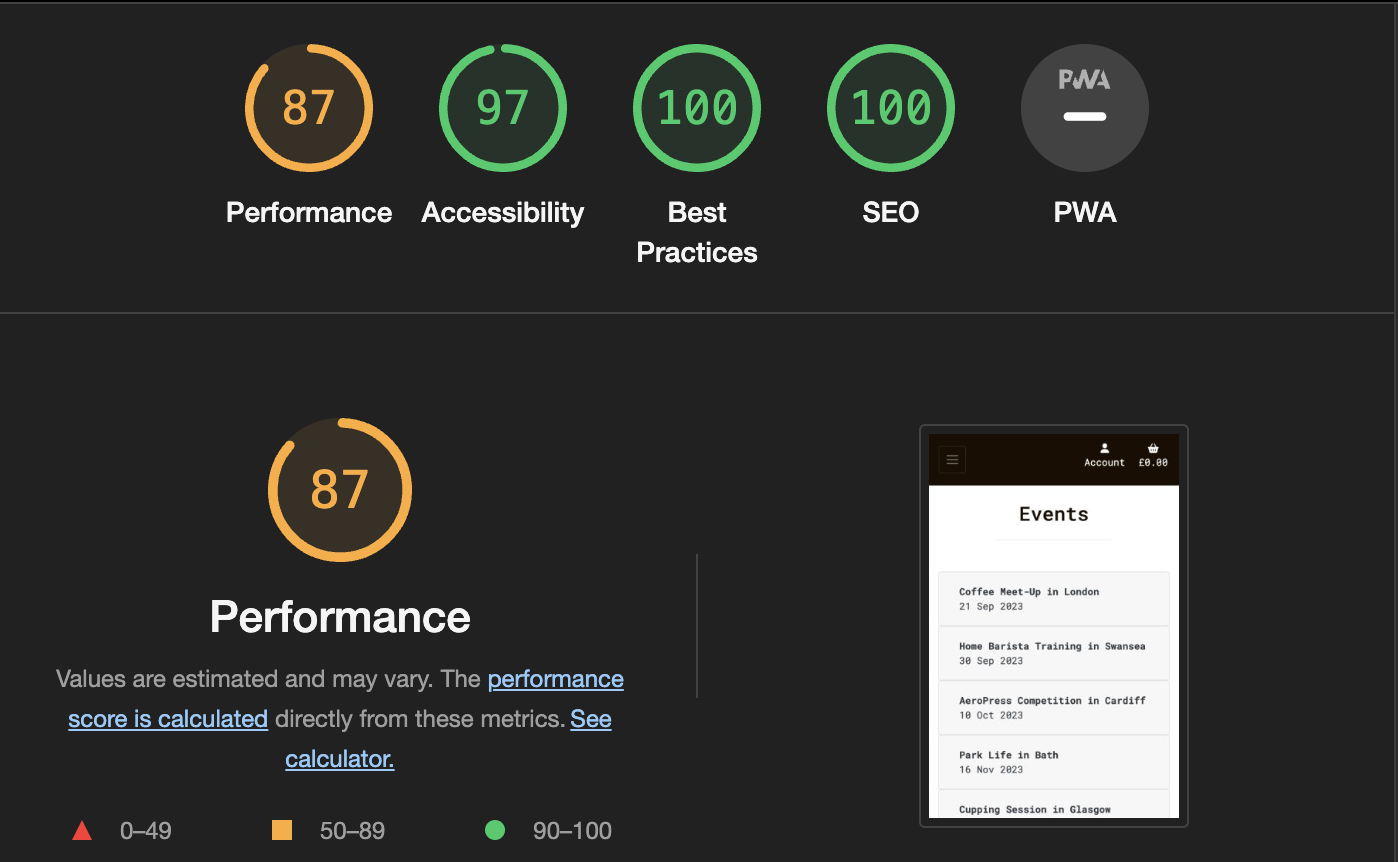 87
97
100
100
PWA
Performance
Accessibility
Best
Practices
SEO
PWA
87
Performance
Values are estimated and may vary. The performance
score is calculated directly from these metrics. See
calculator.
0–49
50–89
90–100
Account
£0.00
Events
Coffee Meet-Up in London
21 Sep 2023
Home Barista Training in Swansea
30 Sep 2023
AeroPress Competition in Cardiff
10 Oct 2023
Park Life in Bath
16 Nov 2023
Cupping Session in Glasgow